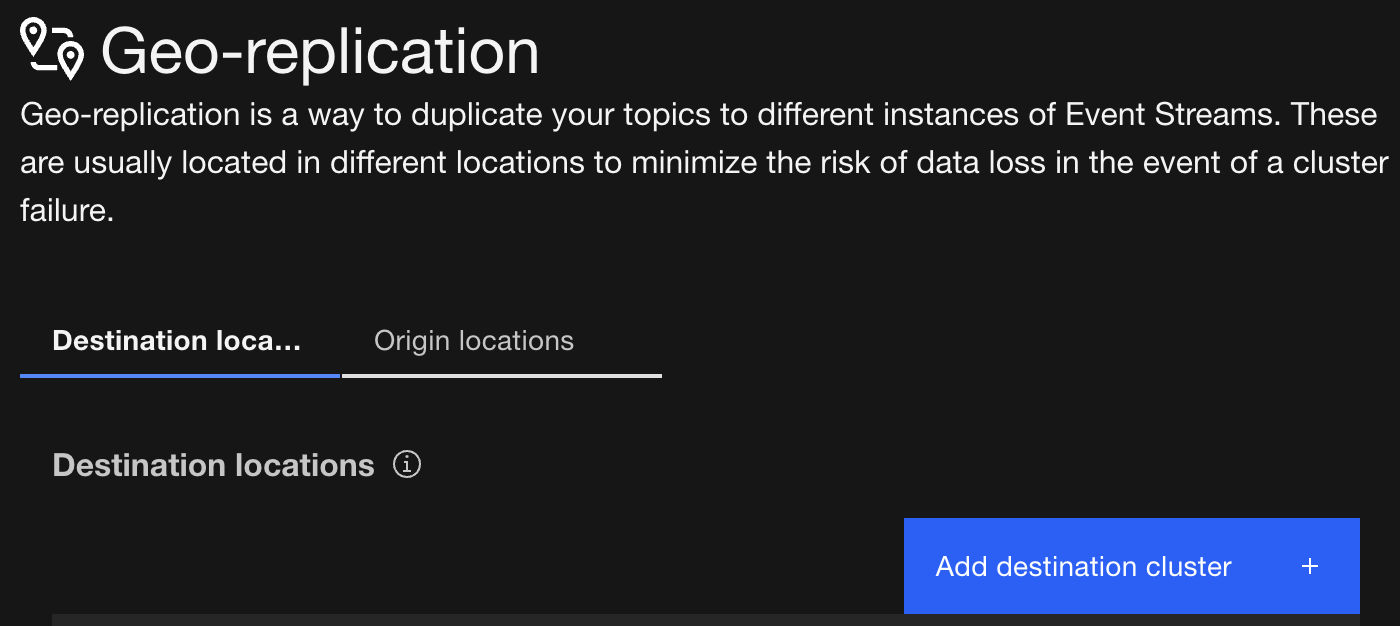 Geo-replication
Geo-replication is a way to duplicate your topics to different instances of Event Streams. These
are usually located in different locations to minimize the risk of data loss in the event of a cluster
failure.
Destination loca...
Origin locations
Destination locations
Add destination cluster +